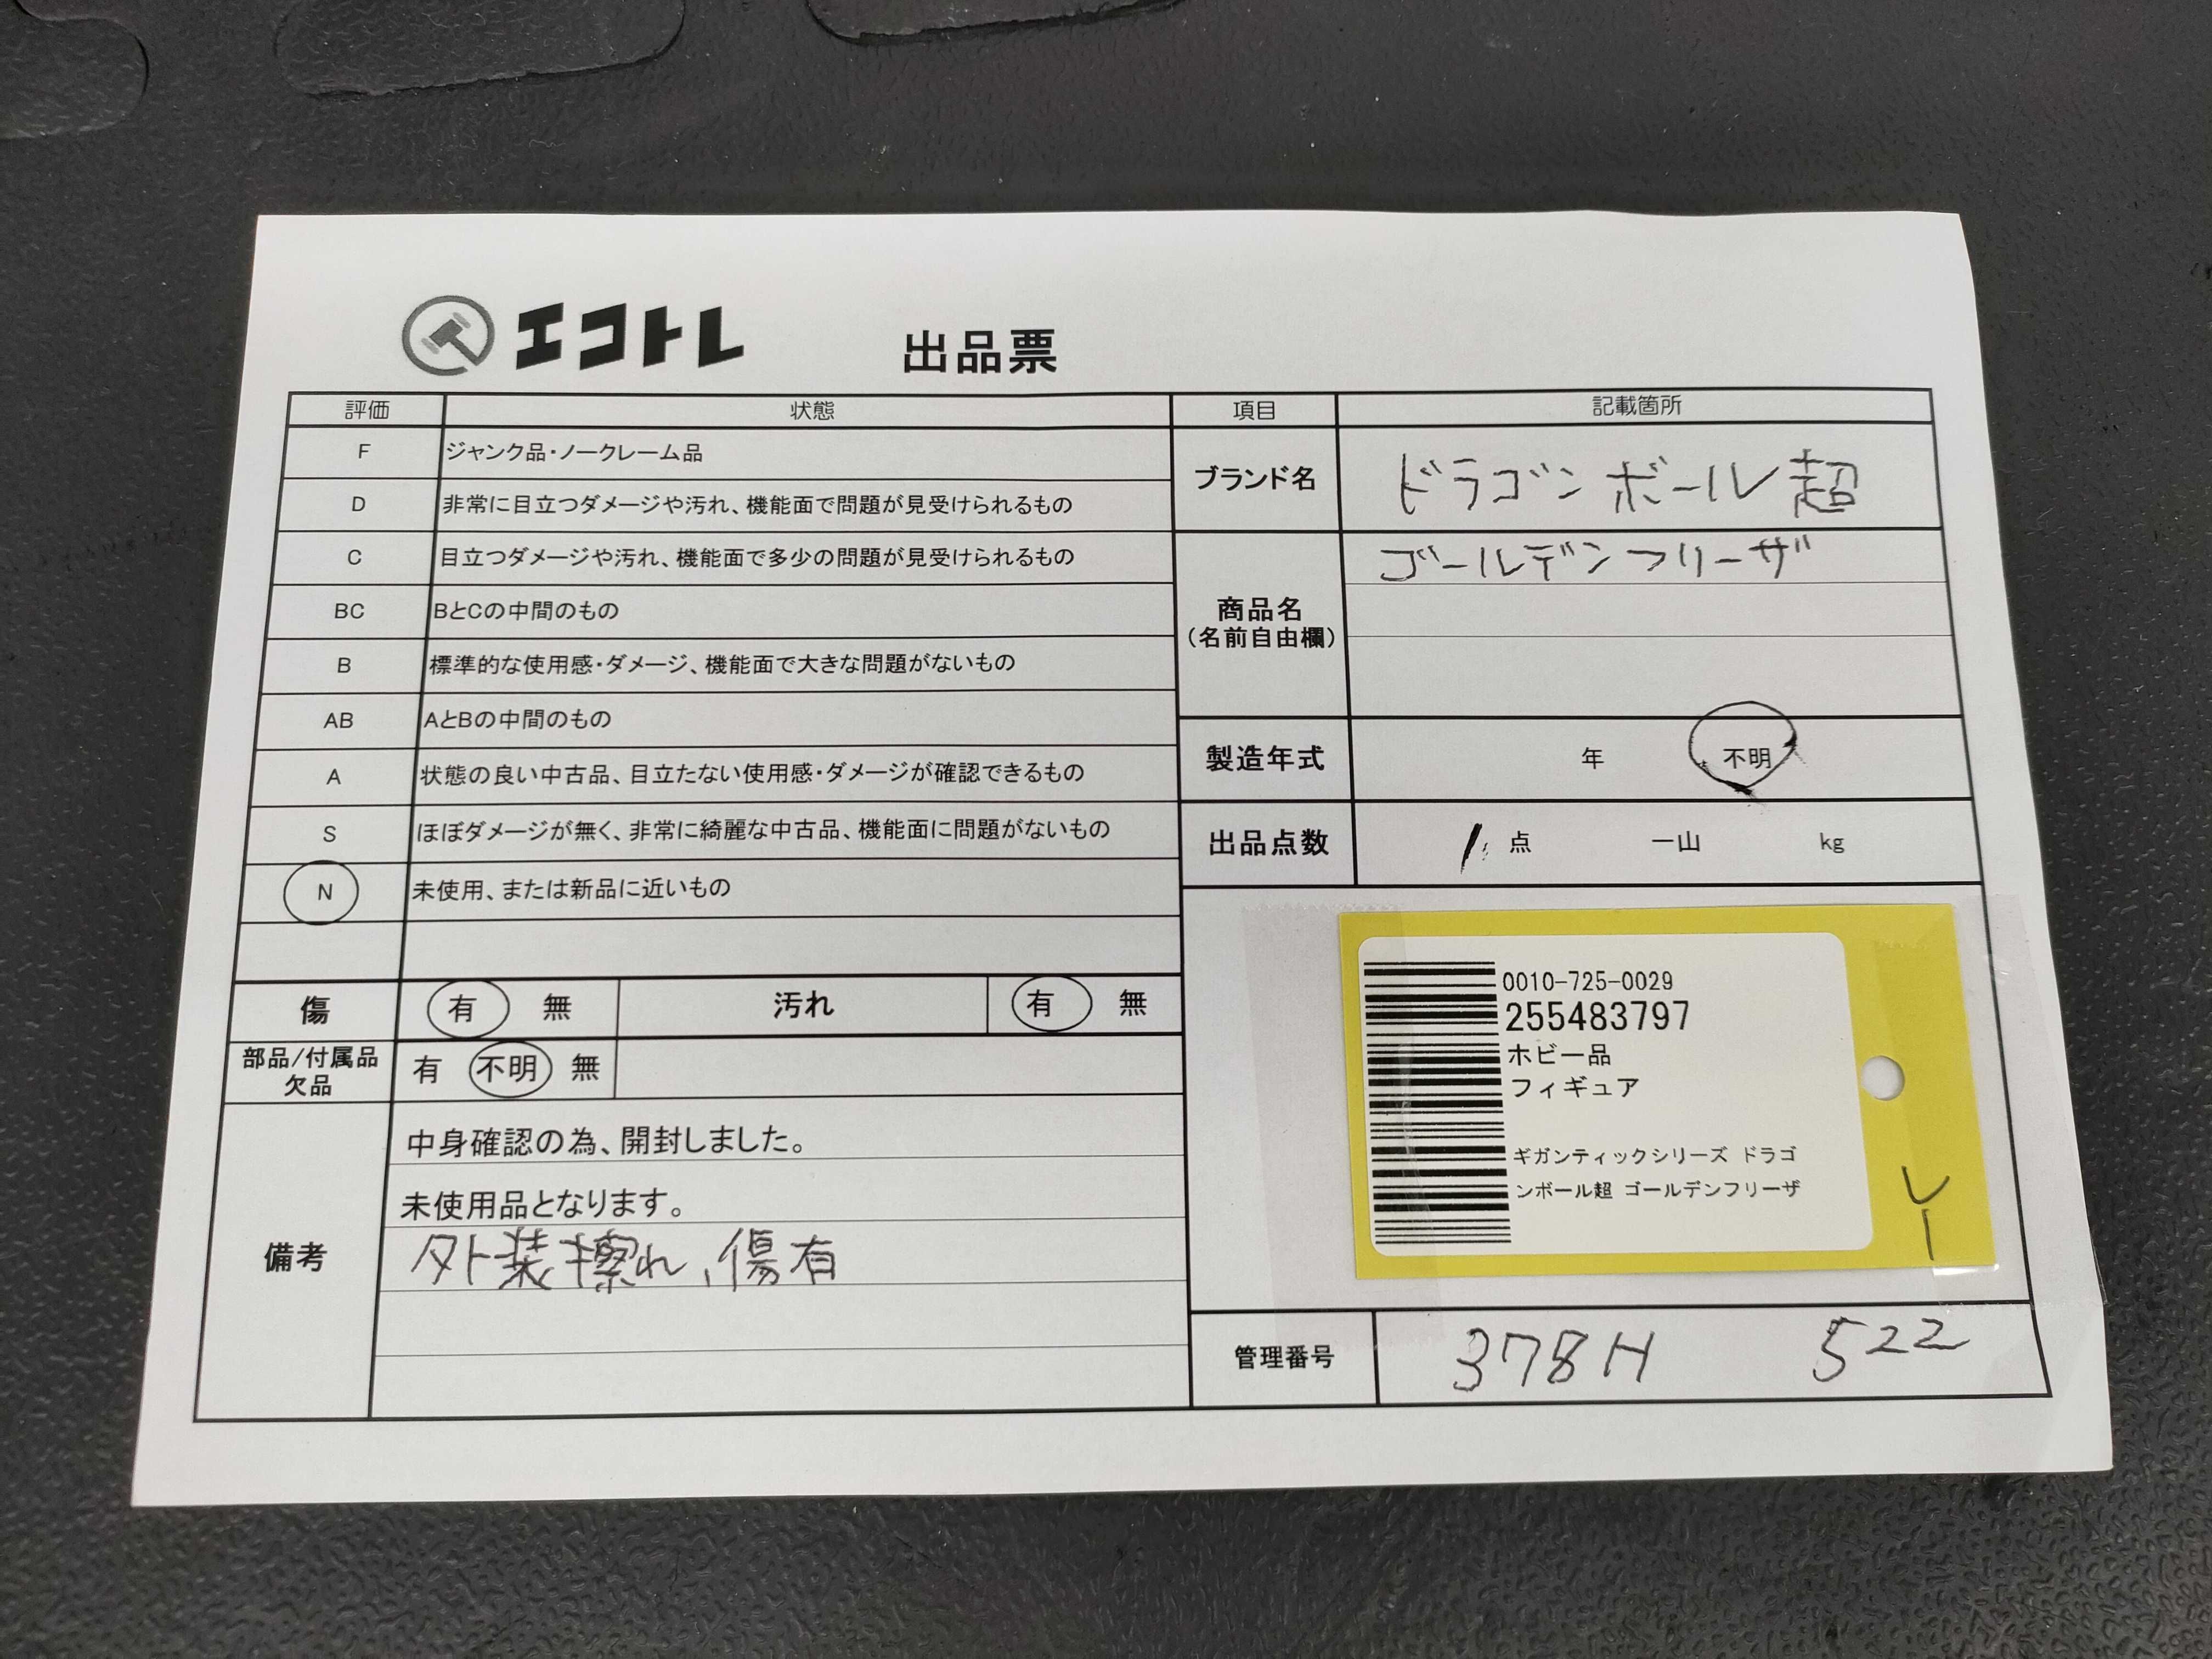 エコトレ 出品票
評価 状態
F ジャンク品・ノークレーム品
D 非常に目立つダメージや汚れ、機能面で問題が見受けられるもの
C 目立つダメージや汚れ、機能面で多少の問題が見受けられるもの
BC BとCの中間のもの
B 標準的な使用感・ダメージ、機能面で大きな問題がないもの
AB AとBの中間のもの
A 状態の良い中古品、目立たない使用感・ダメージが確認できるもの
S ほぼダメージが無く、非常に綺麗な中古品、機能面に問題がないもの
N 未使用、または新品に近いもの
傷 有 無 汚れ 有 無
部品/付属品
欠品
有 不明 無
備考
中身確認の為、開封しました。
未使用品となります。
外装擦れ、傷有
項目 記載箇所
ブランド名 ドラゴンボール超
商品名
(名前自由欄)
ゴールデンフリーザ
製造年式 年 不明
出品点数 1 点 一山 kg
0010-725-0029
255483797
ホビー品
フィギュア
ギガンティックシリーズ ドラゴ
ンボール超 ゴールデンフリーザ
管理番号 378H 522